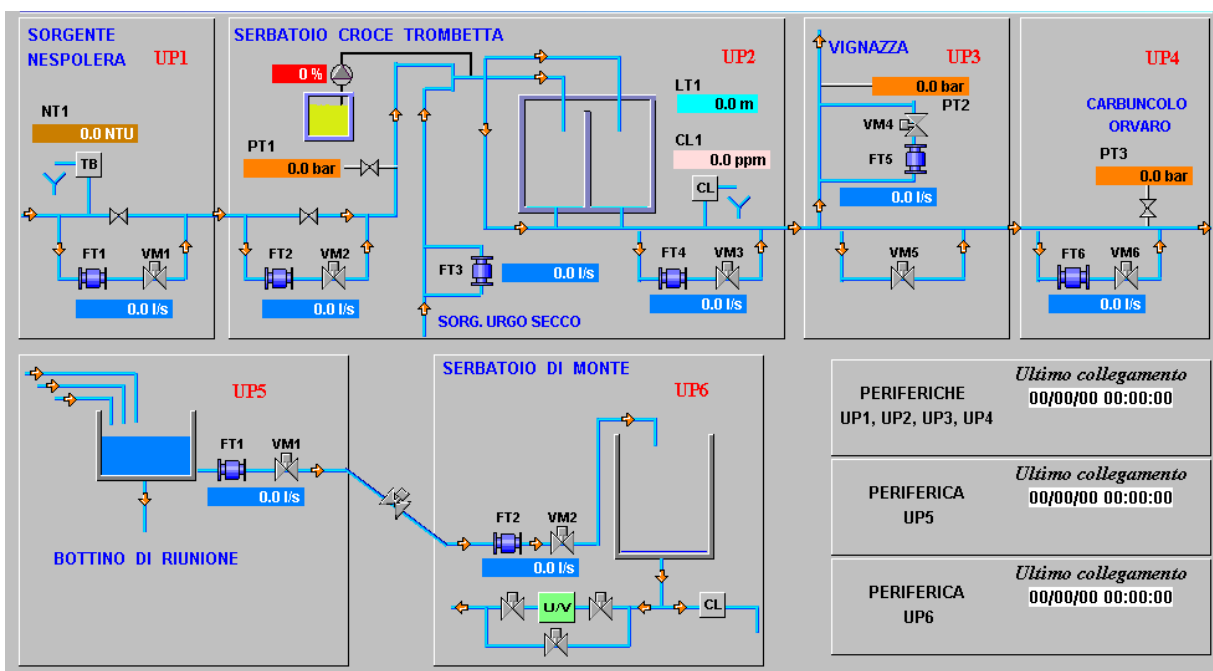 SORGENTE
NESPOLERA
UP1
NT1
0.0 NTU
TB
FT1
VM1
0.0 l/s
SERBATOIO CROCE TROMBETTA
UP2
0 %
PT1
0.0 bar
FT2
VM2
0.0 l/s
FT3
0.0 l/s
SORG. URGO SECCO
LT1
0.0 m
CL1
0.0 ppm
CL
FT4
VM3
0.0 l/s
VIGNAZZA
UP3
0.0 bar
PT2
VM4
FT5
0.0 l/s
VM5
UP4
CARBUNCOLO
ORVARO
PT3
0.0 bar
FT6
VM6
0.0 l/s
UP5
FT1
VM1
0.0 l/s
BOTTINO DI RIUNIONE
SERBATOIO DI MONTE
UP6
FT2
VM2
0.0 l/s
U/V
CL
PERIFERICHE
UP1, UP2, UP3, UP4
Ultimo collegamento
00/00/00 00:00:00
PERIFERICA
UP5
Ultimo collegamento
00/00/00 00:00:00
PERIFERICA
UP6
Ultimo collegamento
00/00/00 00:00:00